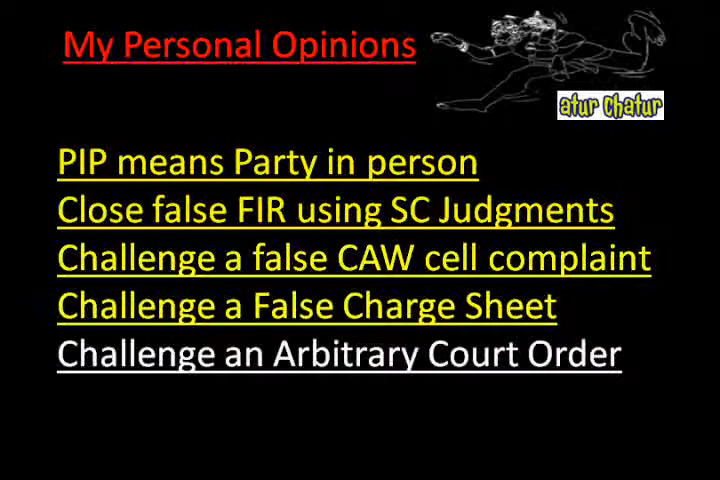 My Personal Opinions
atur chatur
PIP means Party in person
Close false FIR using SC Judgments
Challenge a false CAW cell complaint
Challenge a False Charge Sheet
Challenge an Arbitrary Court Order